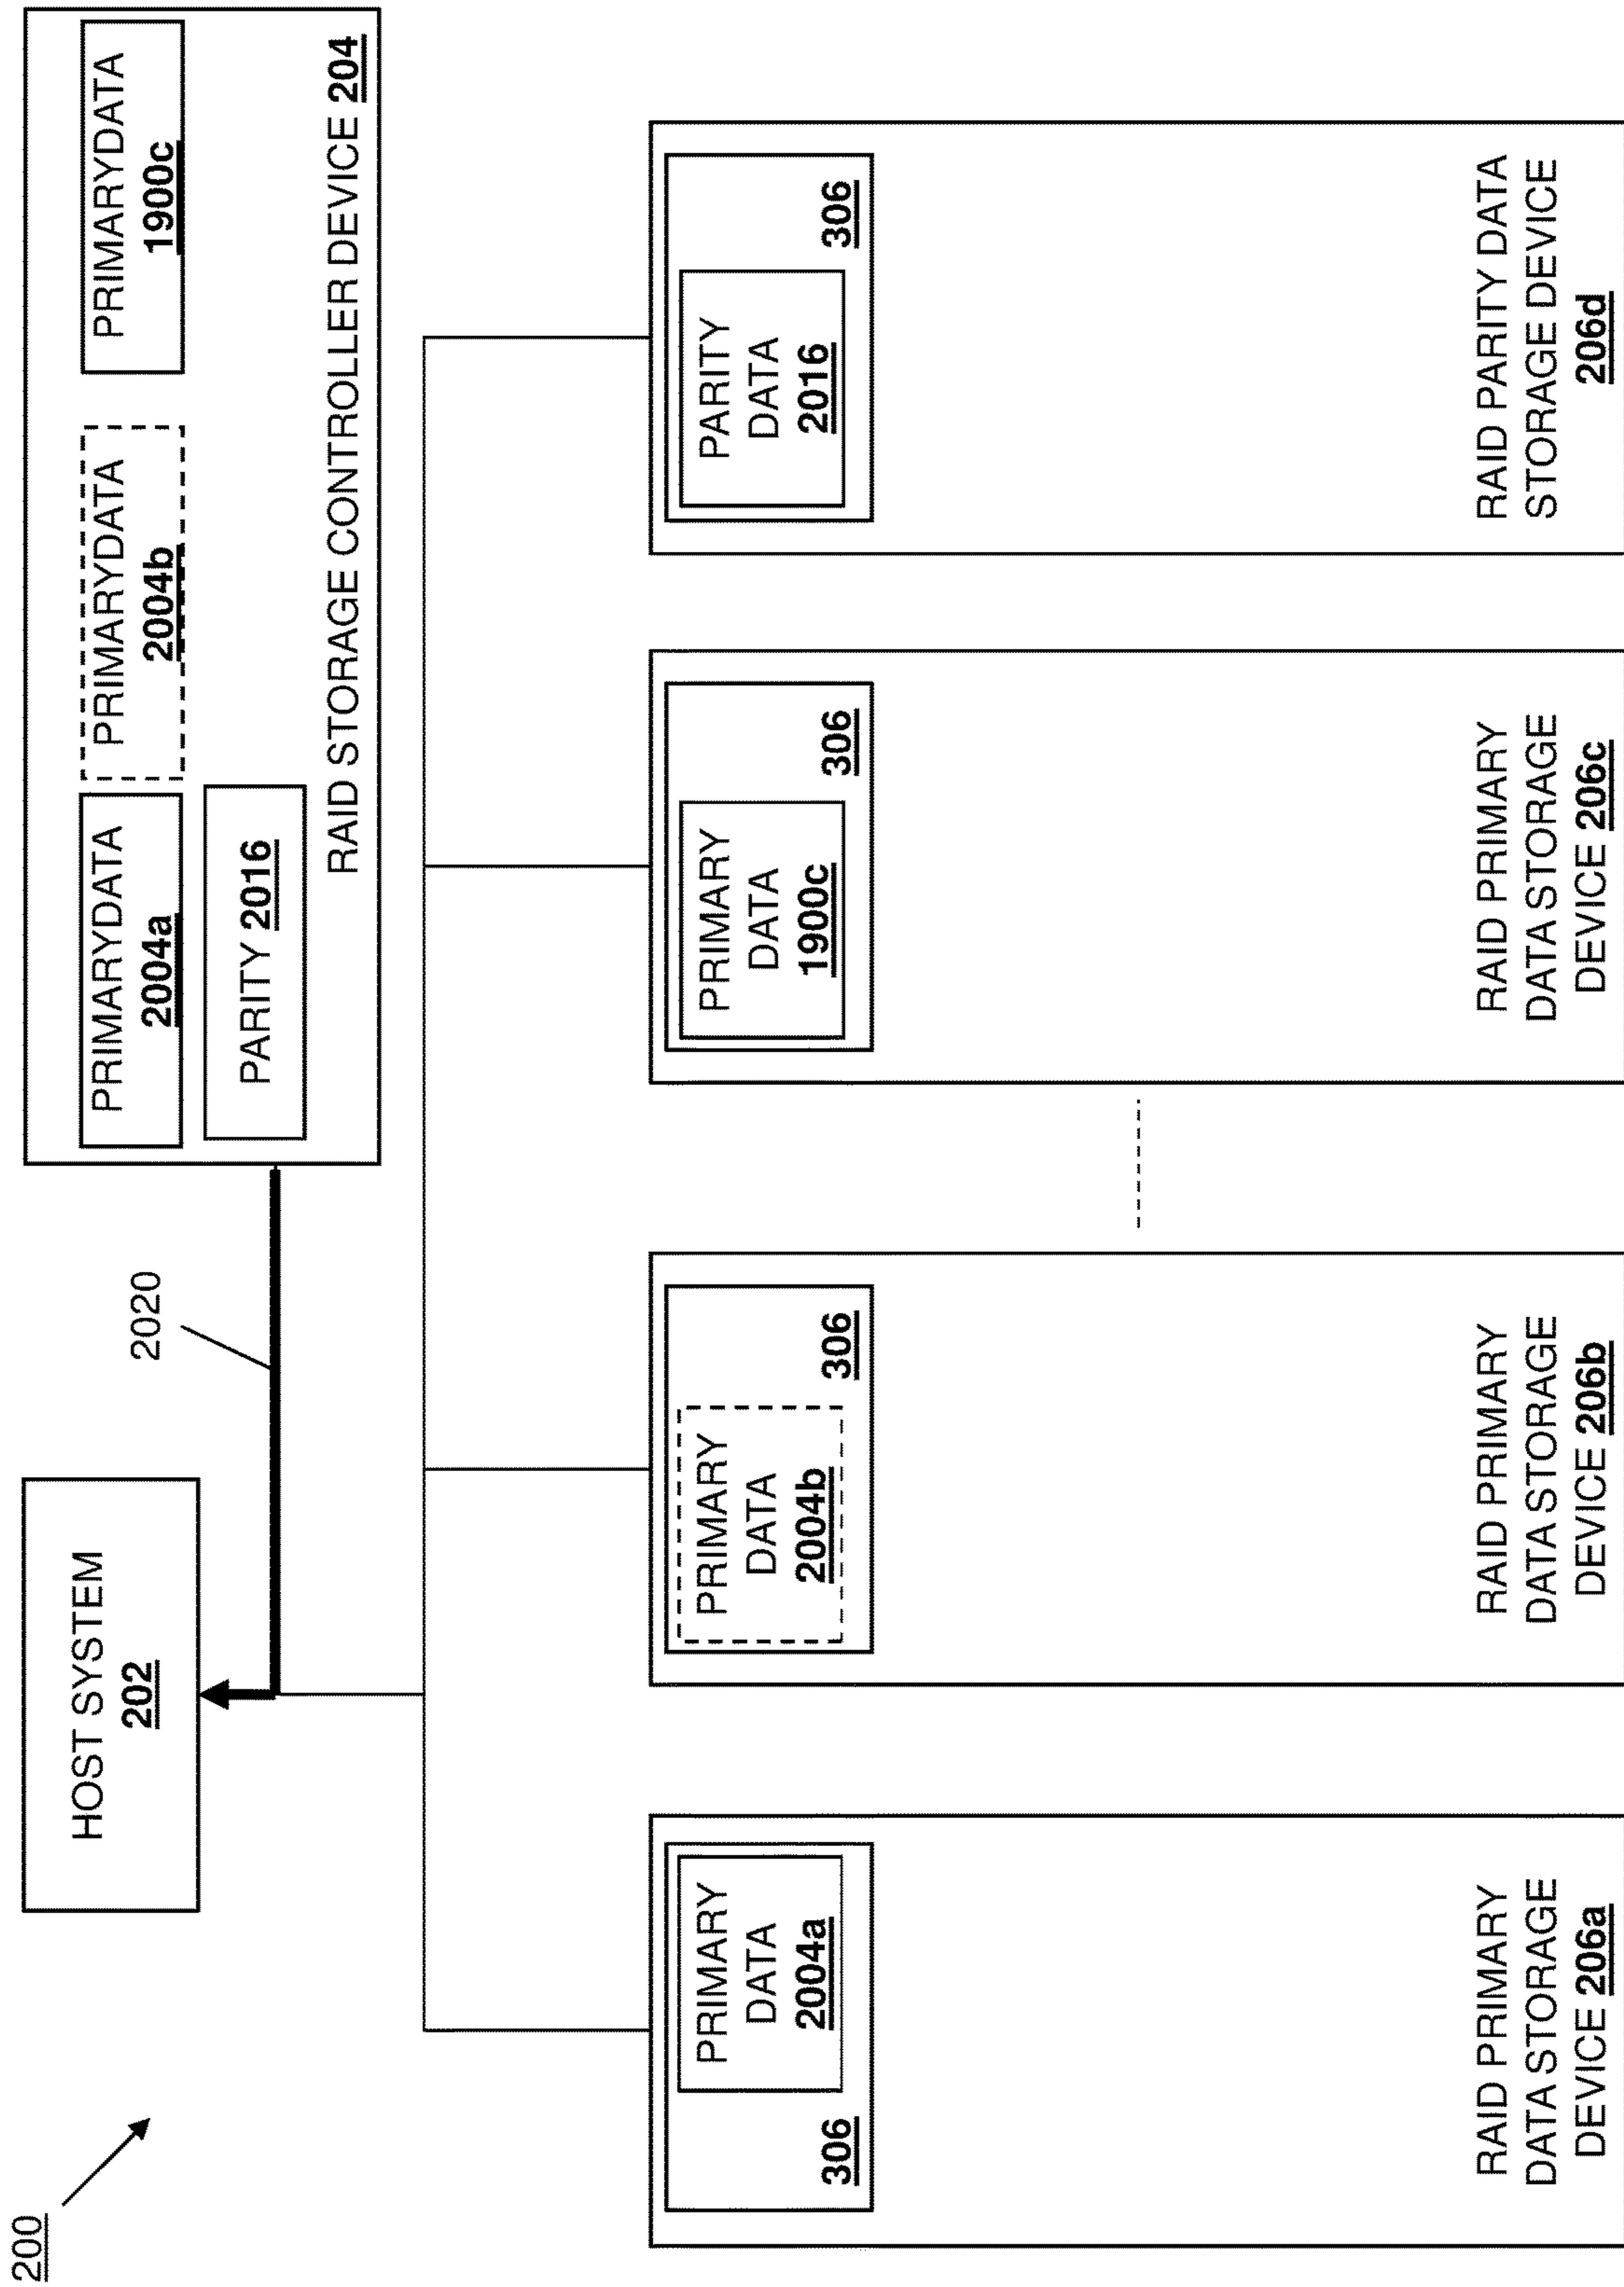 200
HOST SYSTEM
202
2020
PRIMARYDATA
2004a
PRIMARYDATA
2004b
PRIMARYDATA
1900c
PARITY 2016
RAID STORAGE CONTROLLER DEVICE 204
306
PRIMARY
DATA
2004a
RAID PRIMARY
DATA STORAGE
DEVICE 206a
PRIMARY
DATA
2004b
306
RAID PRIMARY
DATA STORAGE
DEVICE 206b
PRIMARY
DATA
1900c
306
RAID PRIMARY
DATA STORAGE
DEVICE 206c
PARITY
DATA
2016
306
RAID PARITY DATA
STORAGE DEVICE
206d